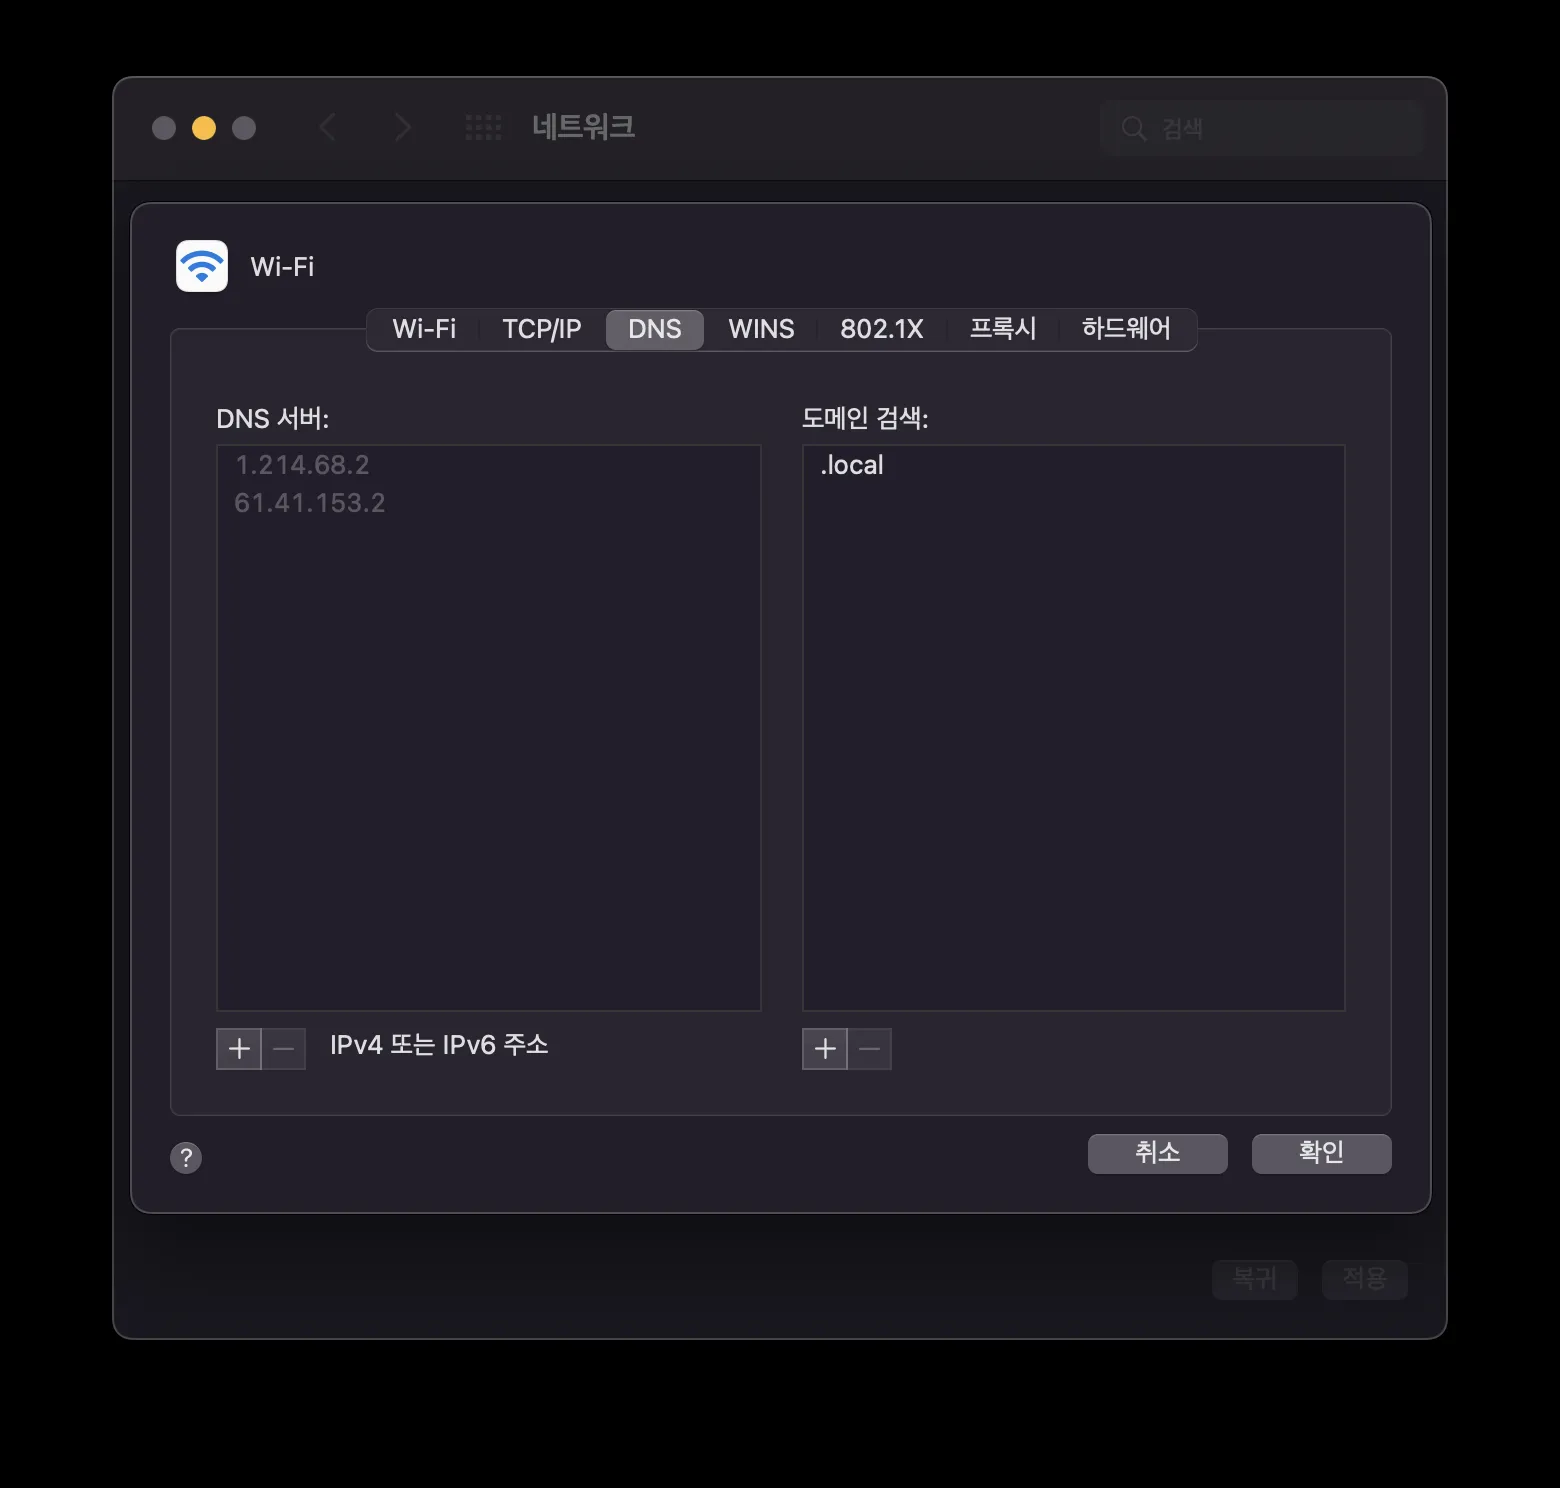 네트워크
검색
Wi-Fi
Wi-Fi TCP/IP DNS WINS 802.1X 프록시 하드웨어
DNS 서버:
1.214.68.2
61.41.153.2
도메인 검색:
.local
+ − IPv4 또는 IPv6 주소
+ −
?
취소 확인
복귀 적용